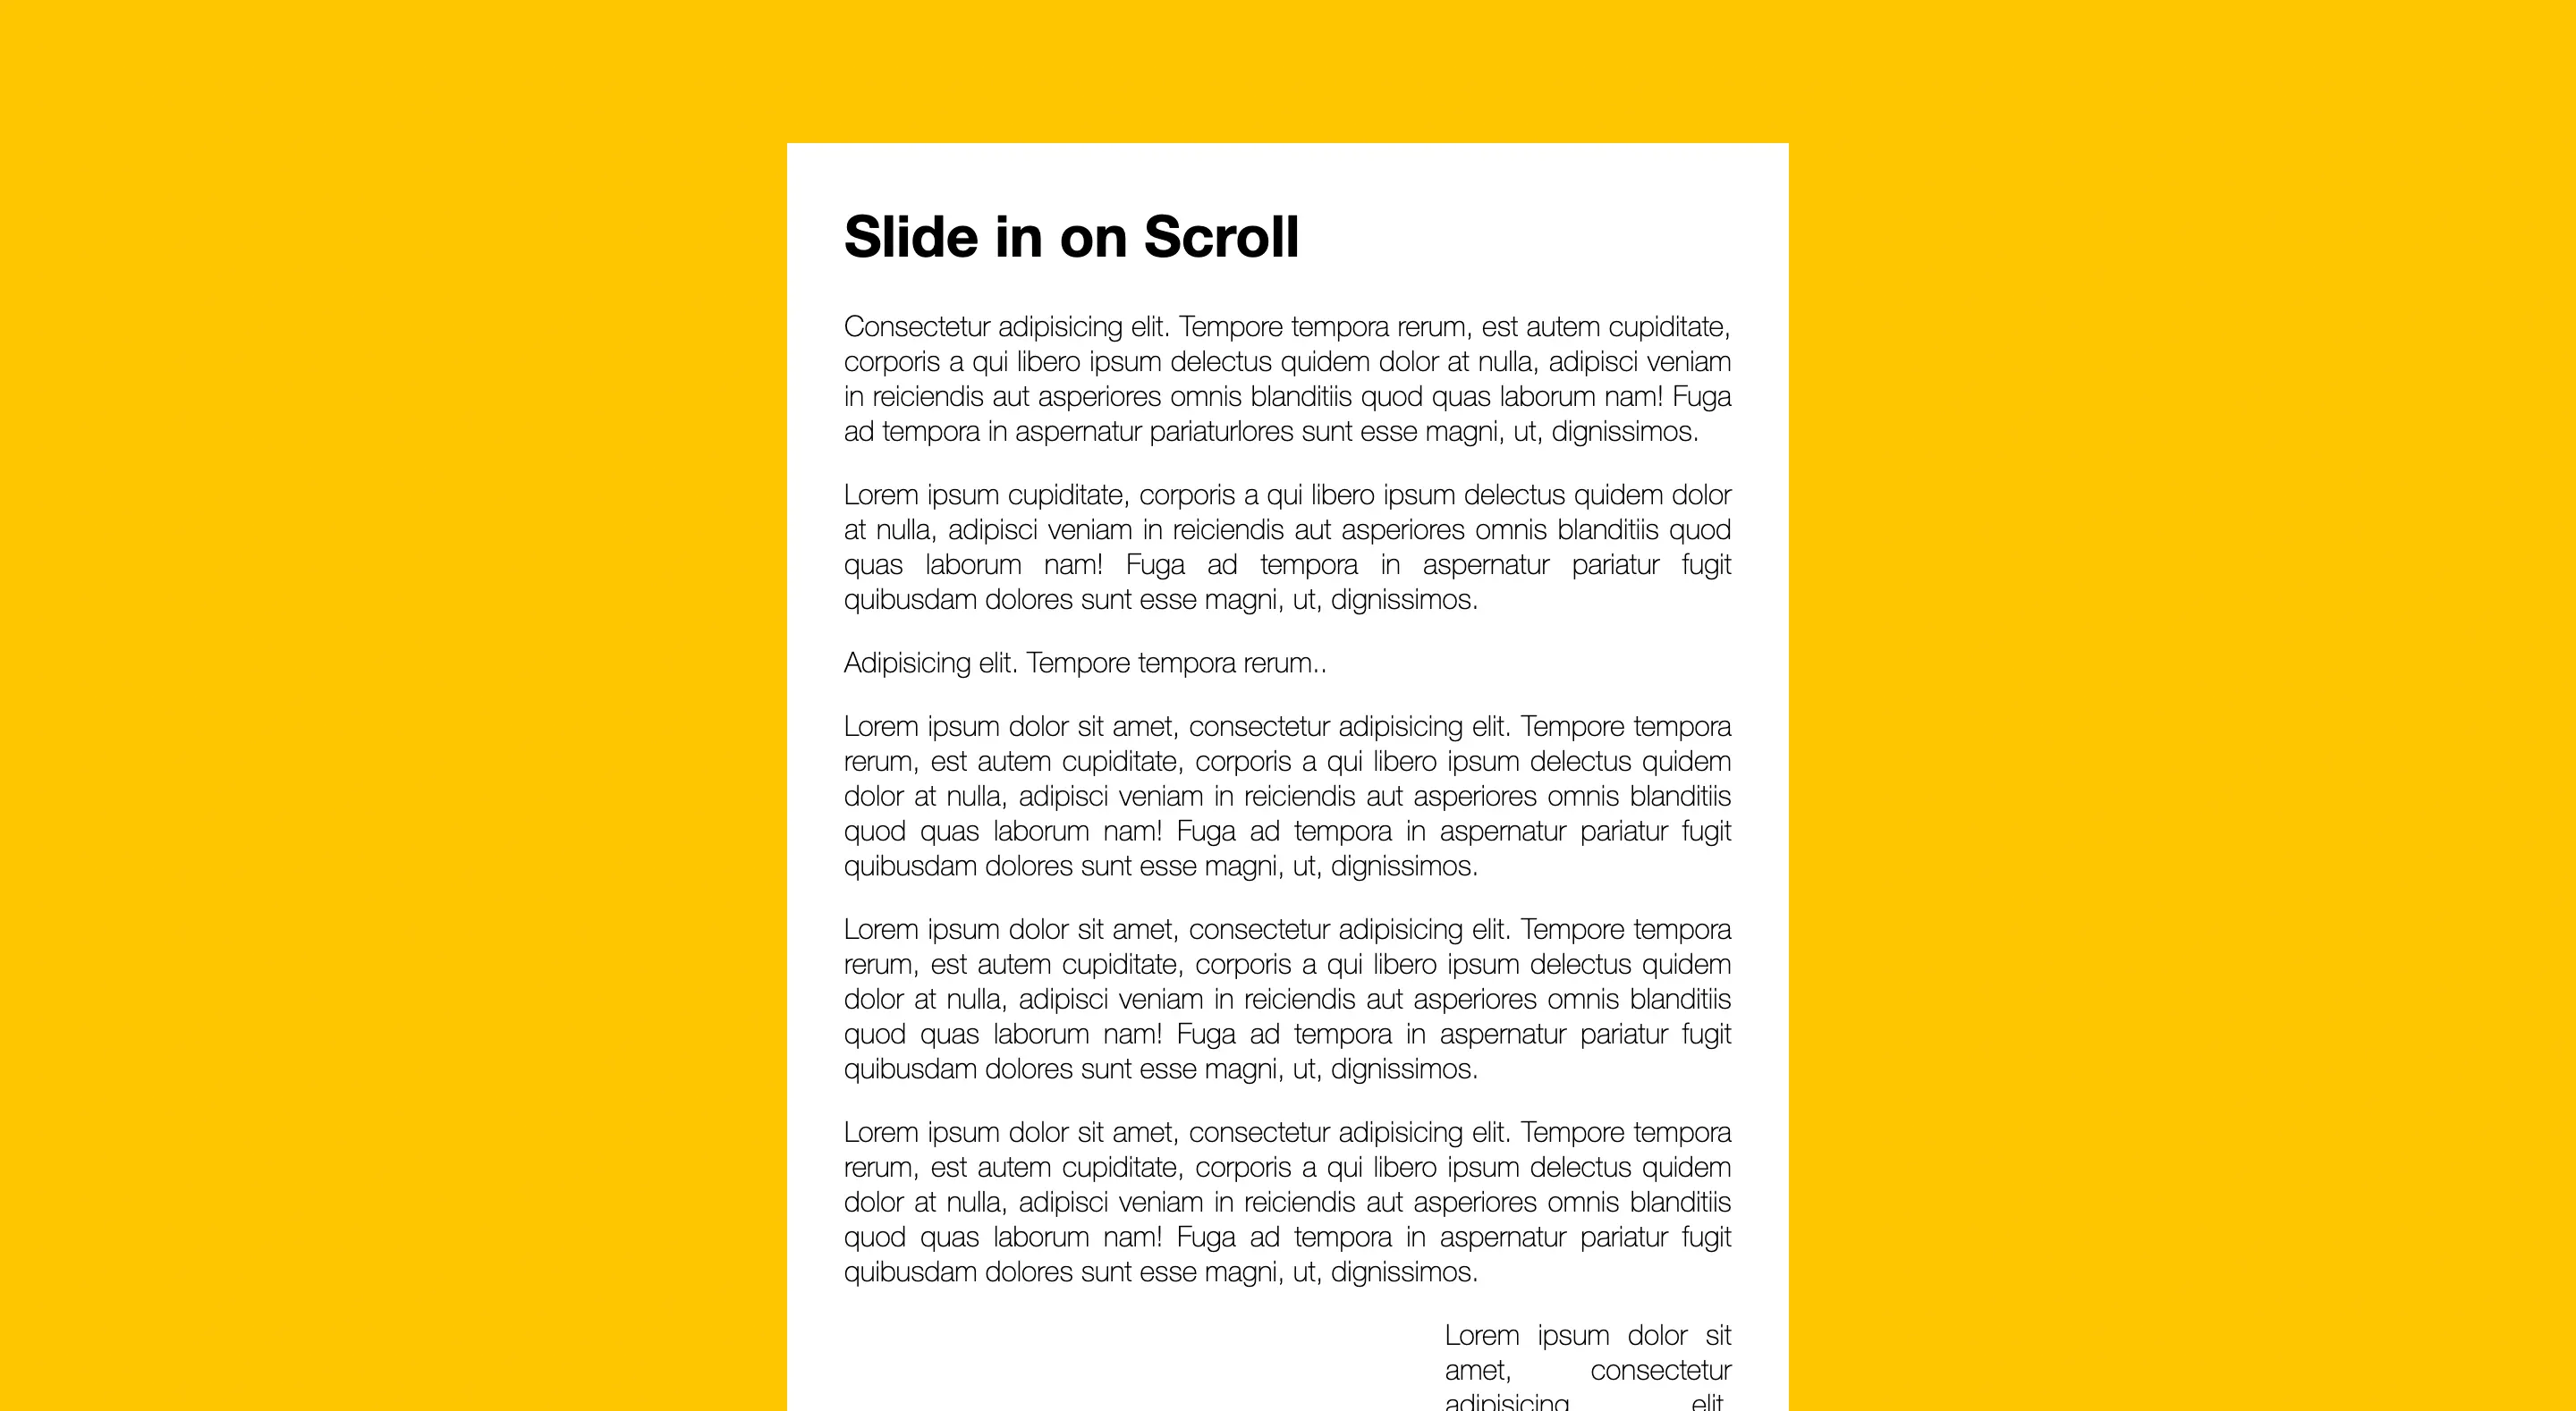 Slide in on Scroll
Consectetur adipisicing elit. Tempore tempora rerum, est autem cupiditate,
corporis a qui libero ipsum delectus quidem dolor at nulla, adipisci veniam
in reiciendis aut asperiores omnis blanditiis quod quas laborum nam! Fuga
ad tempora in aspernatur pariaturlores sunt esse magni, ut, dignissimos.
Lorem ipsum cupiditate, corporis a qui libero ipsum delectus quidem dolor
at nulla, adipisci veniam in reiciendis aut asperiores omnis blanditiis quod
quas laborum nam! Fuga ad tempora in aspernatur pariatur fugit
quibusdam dolores sunt esse magni, ut, dignissimos.
Adipisicing elit. Tempore tempora rerum..
Lorem ipsum dolor sit amet, consectetur adipisicing elit. Tempore tempora
rerum, est autem cupiditate, corporis a qui libero ipsum delectus quidem
dolor at nulla, adipisci veniam in reiciendis aut asperiores omnis blanditiis
quod quas laborum nam! Fuga ad tempora in aspernatur pariatur fugit
quibusdam dolores sunt esse magni, ut, dignissimos.
Lorem ipsum dolor sit amet, consectetur adipisicing elit. Tempore tempora
rerum, est autem cupiditate, corporis a qui libero ipsum delectus quidem
dolor at nulla, adipisci veniam in reiciendis aut asperiores omnis blanditiis
quod quas laborum nam! Fuga ad tempora in aspernatur pariatur fugit
quibusdam dolores sunt esse magni, ut, dignissimos.
Lorem ipsum dolor sit amet, consectetur adipisicing elit. Tempore tempora
rerum, est autem cupiditate, corporis a qui libero ipsum delectus quidem
dolor at nulla, adipisci veniam in reiciendis aut asperiores omnis blanditiis
quod quas laborum nam! Fuga ad tempora in aspernatur pariatur fugit
quibusdam dolores sunt esse magni, ut, dignissimos.
Lorem ipsum dolor sit
amet, consectetur
adipisicing elit.